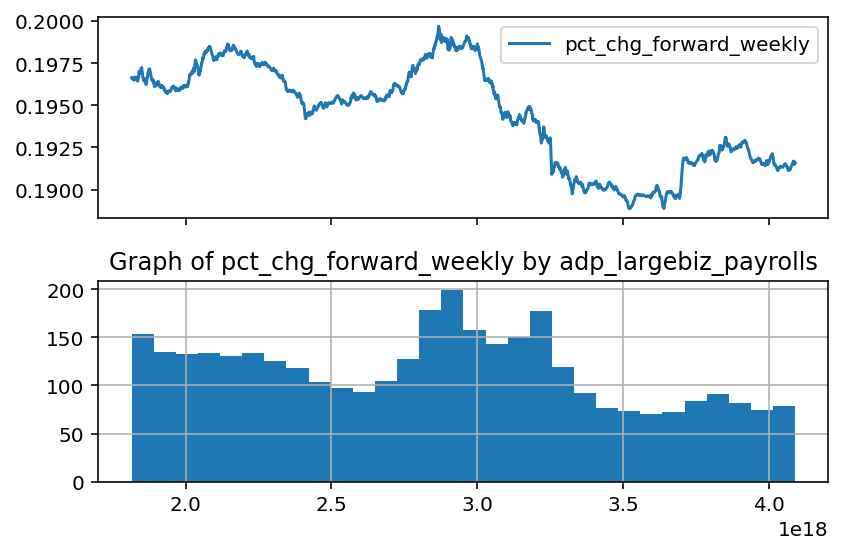 0.2000
pct_chg_forward_weekly
0.1975
0.1950
0.1925
0.1900
Graph of pct_chg_forward_weekly by adp_largebiz_payrolls
200
150
100
50
0
2.0 2.5 3.0 3.5 4.0
1e18